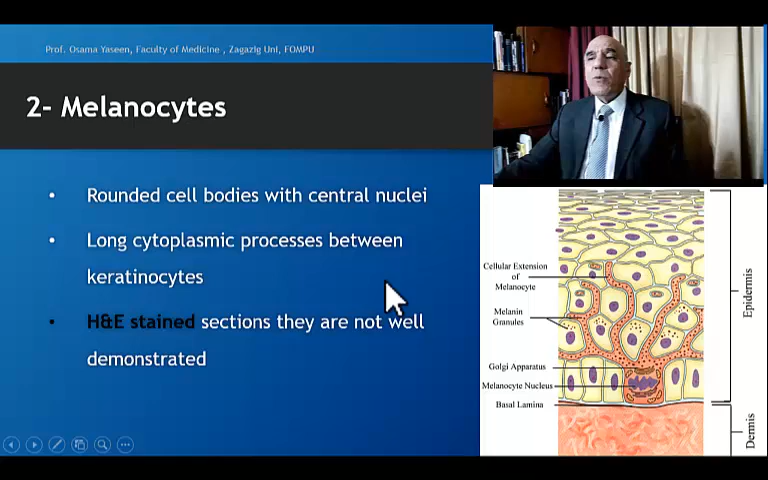 Prof. Osama Yaseen, Faculty of Medicine , Zagazig Uni, FOMPU
2- Melanocytes
• Rounded cell bodies with central nuclei
• Long cytoplasmic processes between
keratinocytes
• H&E stained sections they are not well
demonstrated
Cellular Extension
of
Melanocyte
Melanin
Granules
Golgi Apparatus
Melanocyte Nucleus
Basal Lamina
Epidermis
Dermis